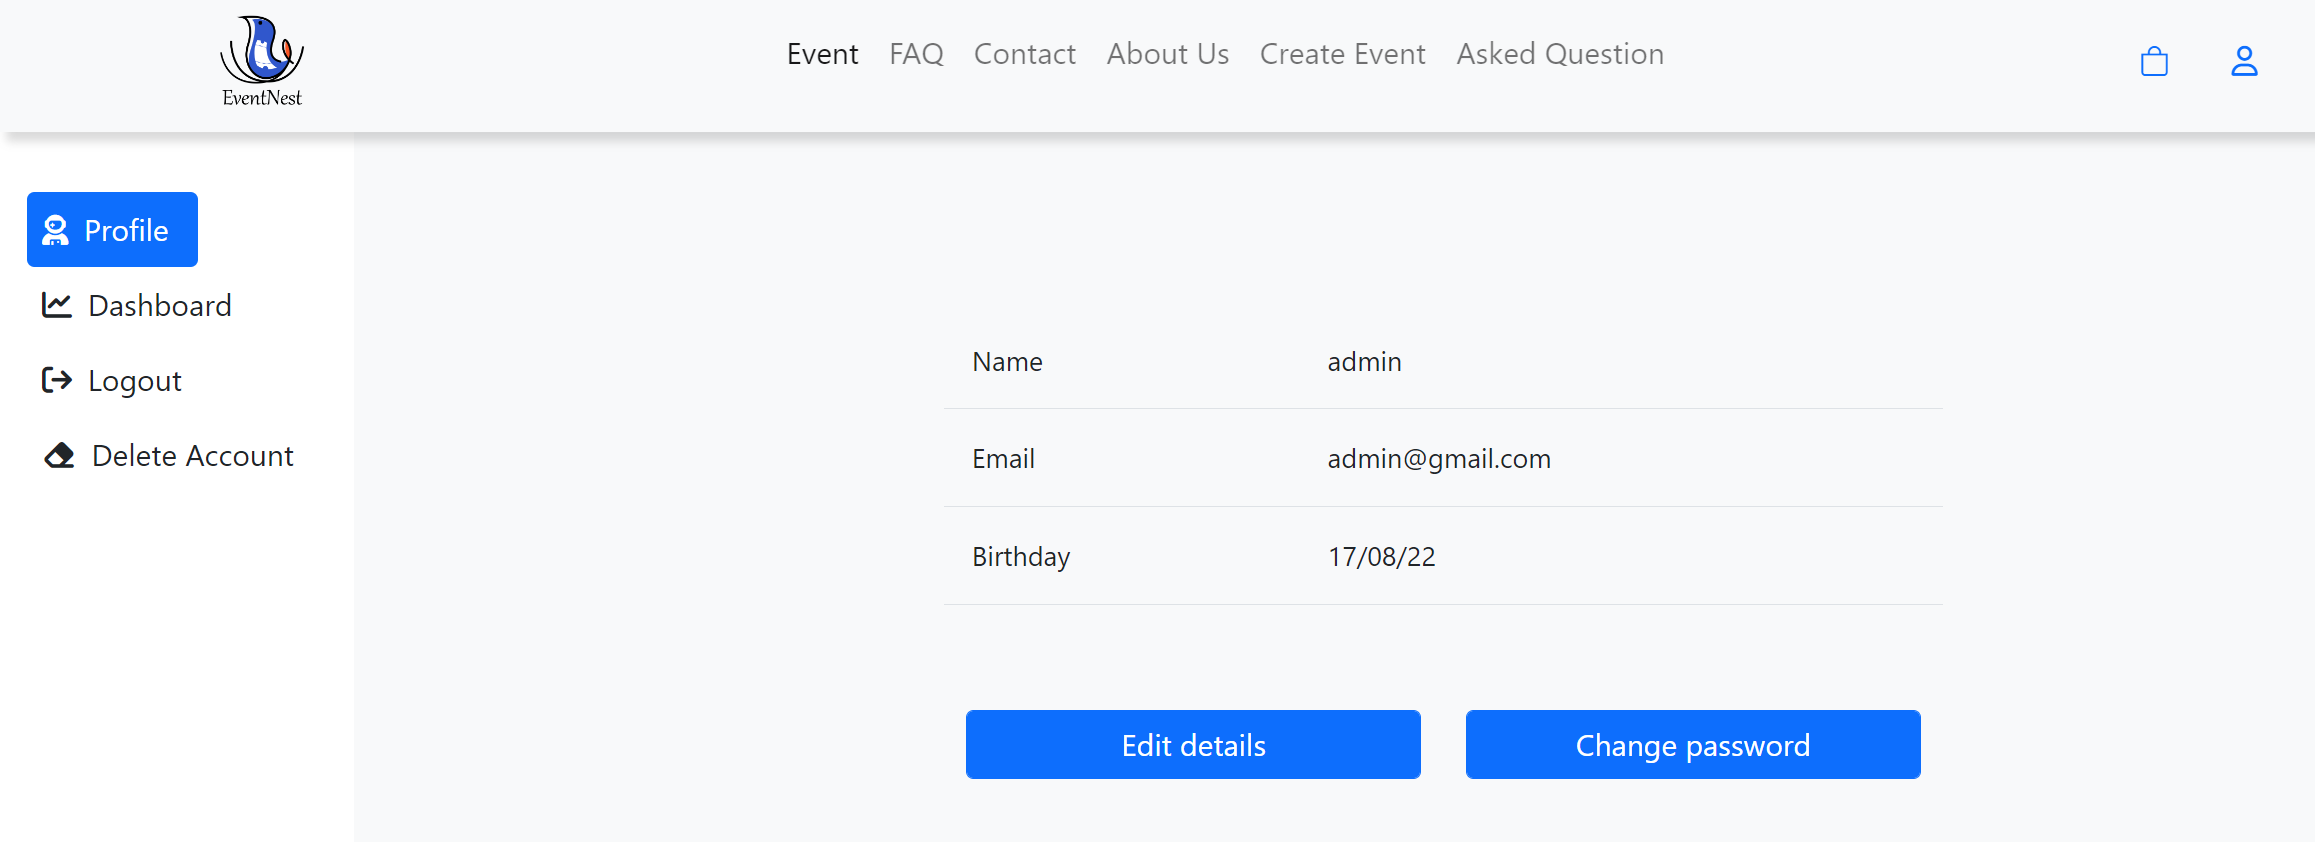 EventNest
Event FAQ Contact About Us Create Event Asked Question
Profile
Dashboard
Logout
Delete Account
Name admin
Email admin@gmail.com
Birthday 17/08/22
Edit details Change password